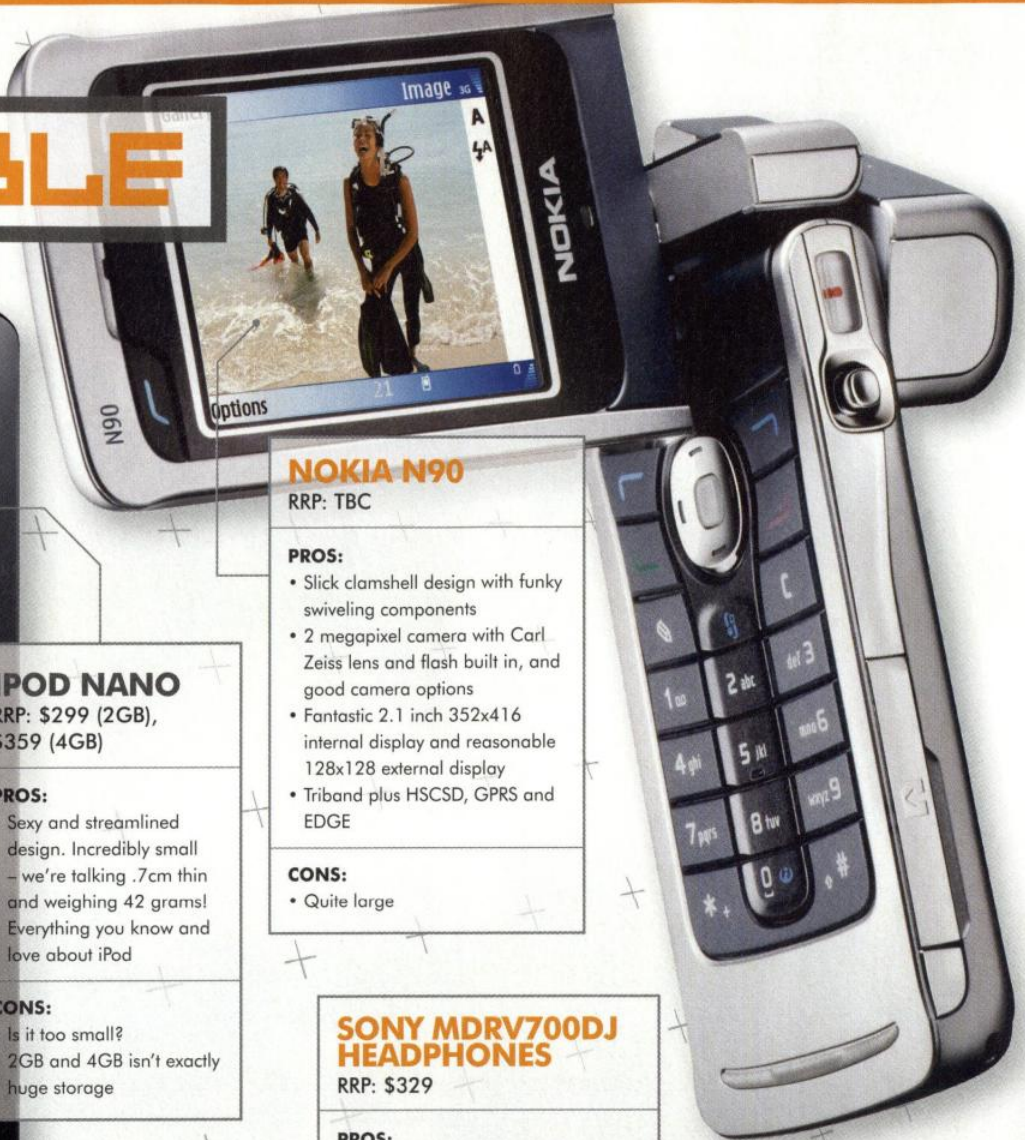 BLE
Image 3G
A
A
NOKIA
Options
21
N90
NOKIA N90
RRP: TBC
PROS:
• Slick clamshell design with funky
swiveling components
• 2 megapixel camera with Carl
Zeiss lens and flash built in, and
good camera options
• Fantastic 2.1 inch 352x416
internal display and reasonable
128x128 external display
• Triband plus HSCSD, GPRS and
EDGE
CONS:
• Quite large
IPOD NANO
RRP: $299 (2GB),
$359 (4GB)
PROS:
Sexy and streamlined
design. Incredibly small
– we're talking .7cm thin
and weighing 42 grams!
Everything you know and
love about iPod
CONS:
Is it too small?
2GB and 4GB isn't exactly
huge storage
SONY MDRV700DJ
HEADPHONES
RRP: $329
PROS:
C
1 2 abc def 3
4 ghi 5 jkl mno 6
7 pqrs 8 tuv wxyz 9
* + 0 #